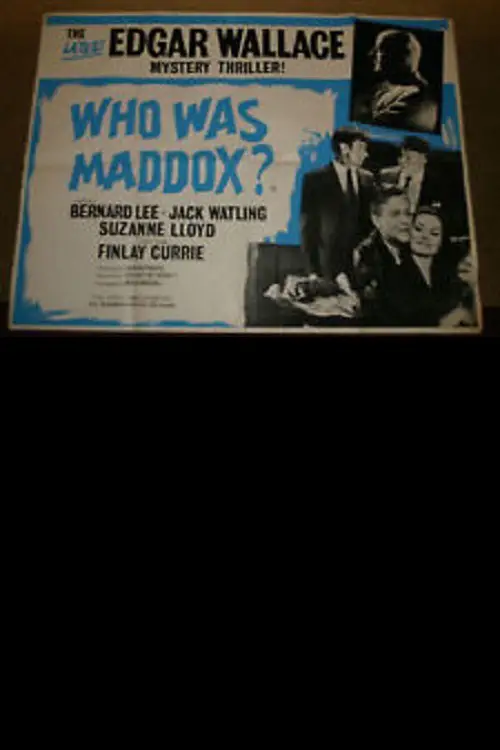 THE
LATEST
EDGAR WALLACE
MYSTERY THRILLER!
WHO WAS
MADDOX?
BERNARD LEE · JACK WATLING
SUZANNE LLOYD
FINLAY CURRIE